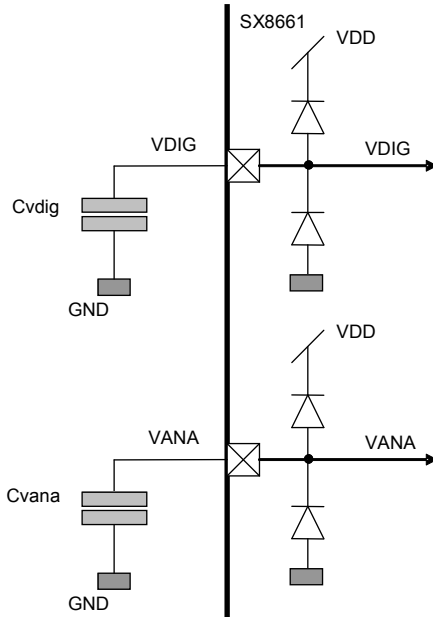 SX8661
VDD
VDIG
VDIG
Cvdig
GND
VDD
VANA
VANA
Cvana
GND